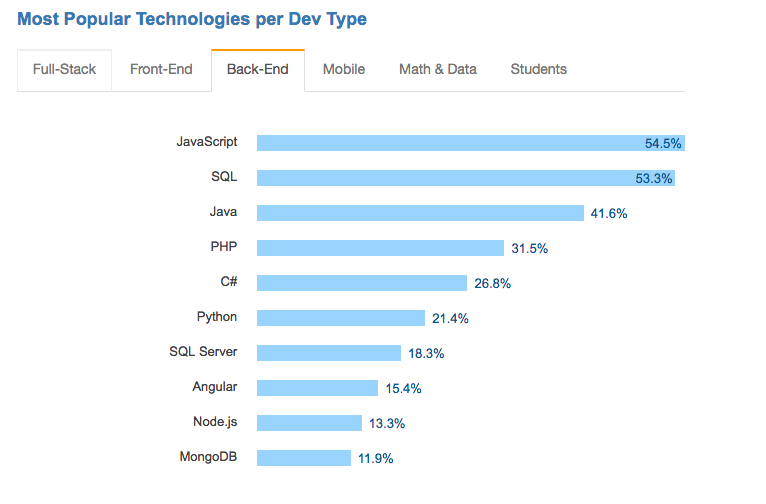 Most Popular Technologies per Dev Type
Full-Stack Front-End Back-End Mobile Math & Data Students
JavaScript 54.5%
SQL 53.3%
Java 41.6%
PHP 31.5%
C# 26.8%
Python 21.4%
SQL Server 18.3%
Angular 15.4%
Node.js 13.3%
MongoDB 11.9%